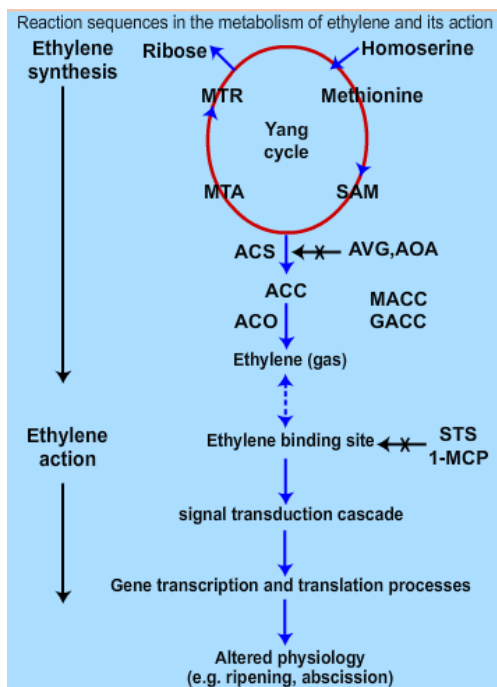 Reaction sequences in the metabolism of ethylene and its action
Ethylene
synthesis
Ribose
Homoserine
MTR
Methionine
Yang
cycle
MTA
SAM
ACS
AVG,AOA
ACC
MACC
GACC
ACO
Ethylene (gas)
Ethylene
action
Ethylene binding site
STS
1-MCP
signal transduction cascade
Gene transcription and translation processes
Altered physiology
(e.g. ripening, abscission)